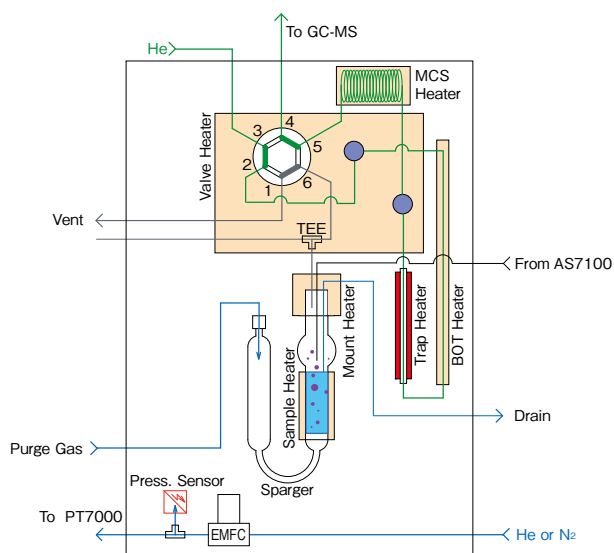 To GC-MS
He
MCS
Heater
Valve Heater
3
4
5
2
1
6
Vent
TEE
From AS7100
Mount Heater
Trap Heater
BOT Heater
Sample Heater
Drain
Purge Gas
Press. Sensor
Sparger
To PT7000
EMFC
He or N2